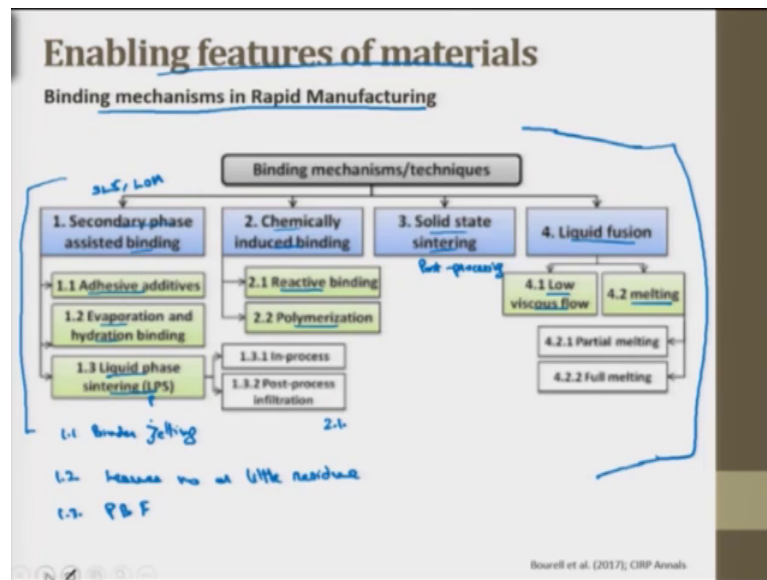 Enabling features of materials
Binding mechanisms in Rapid Manufacturing
Binding mechanisms/techniques
SLS, LOM
1. Secondary phase
assisted binding
1.1 Adhesive additives
1.2 Evaporation and
hydration binding
1.3 Liquid phase
sintering (LPS)
1.3.1 In-process
1.3.2 Post-process
infiltration
2. Chemically
induced binding
2.1 Reactive binding
2.2 Polymerization
3. Solid state
sintering
Post-processing
4. Liquid fusion
4.1 Low
viscous flow
4.2 melting
4.2.1 Partial melting
4.2.2 Full melting
1.1 Binder Jetting
1.2 Leaves no or little residue
1.3. PBF
Bourell et al. (2017); CIRP Annals